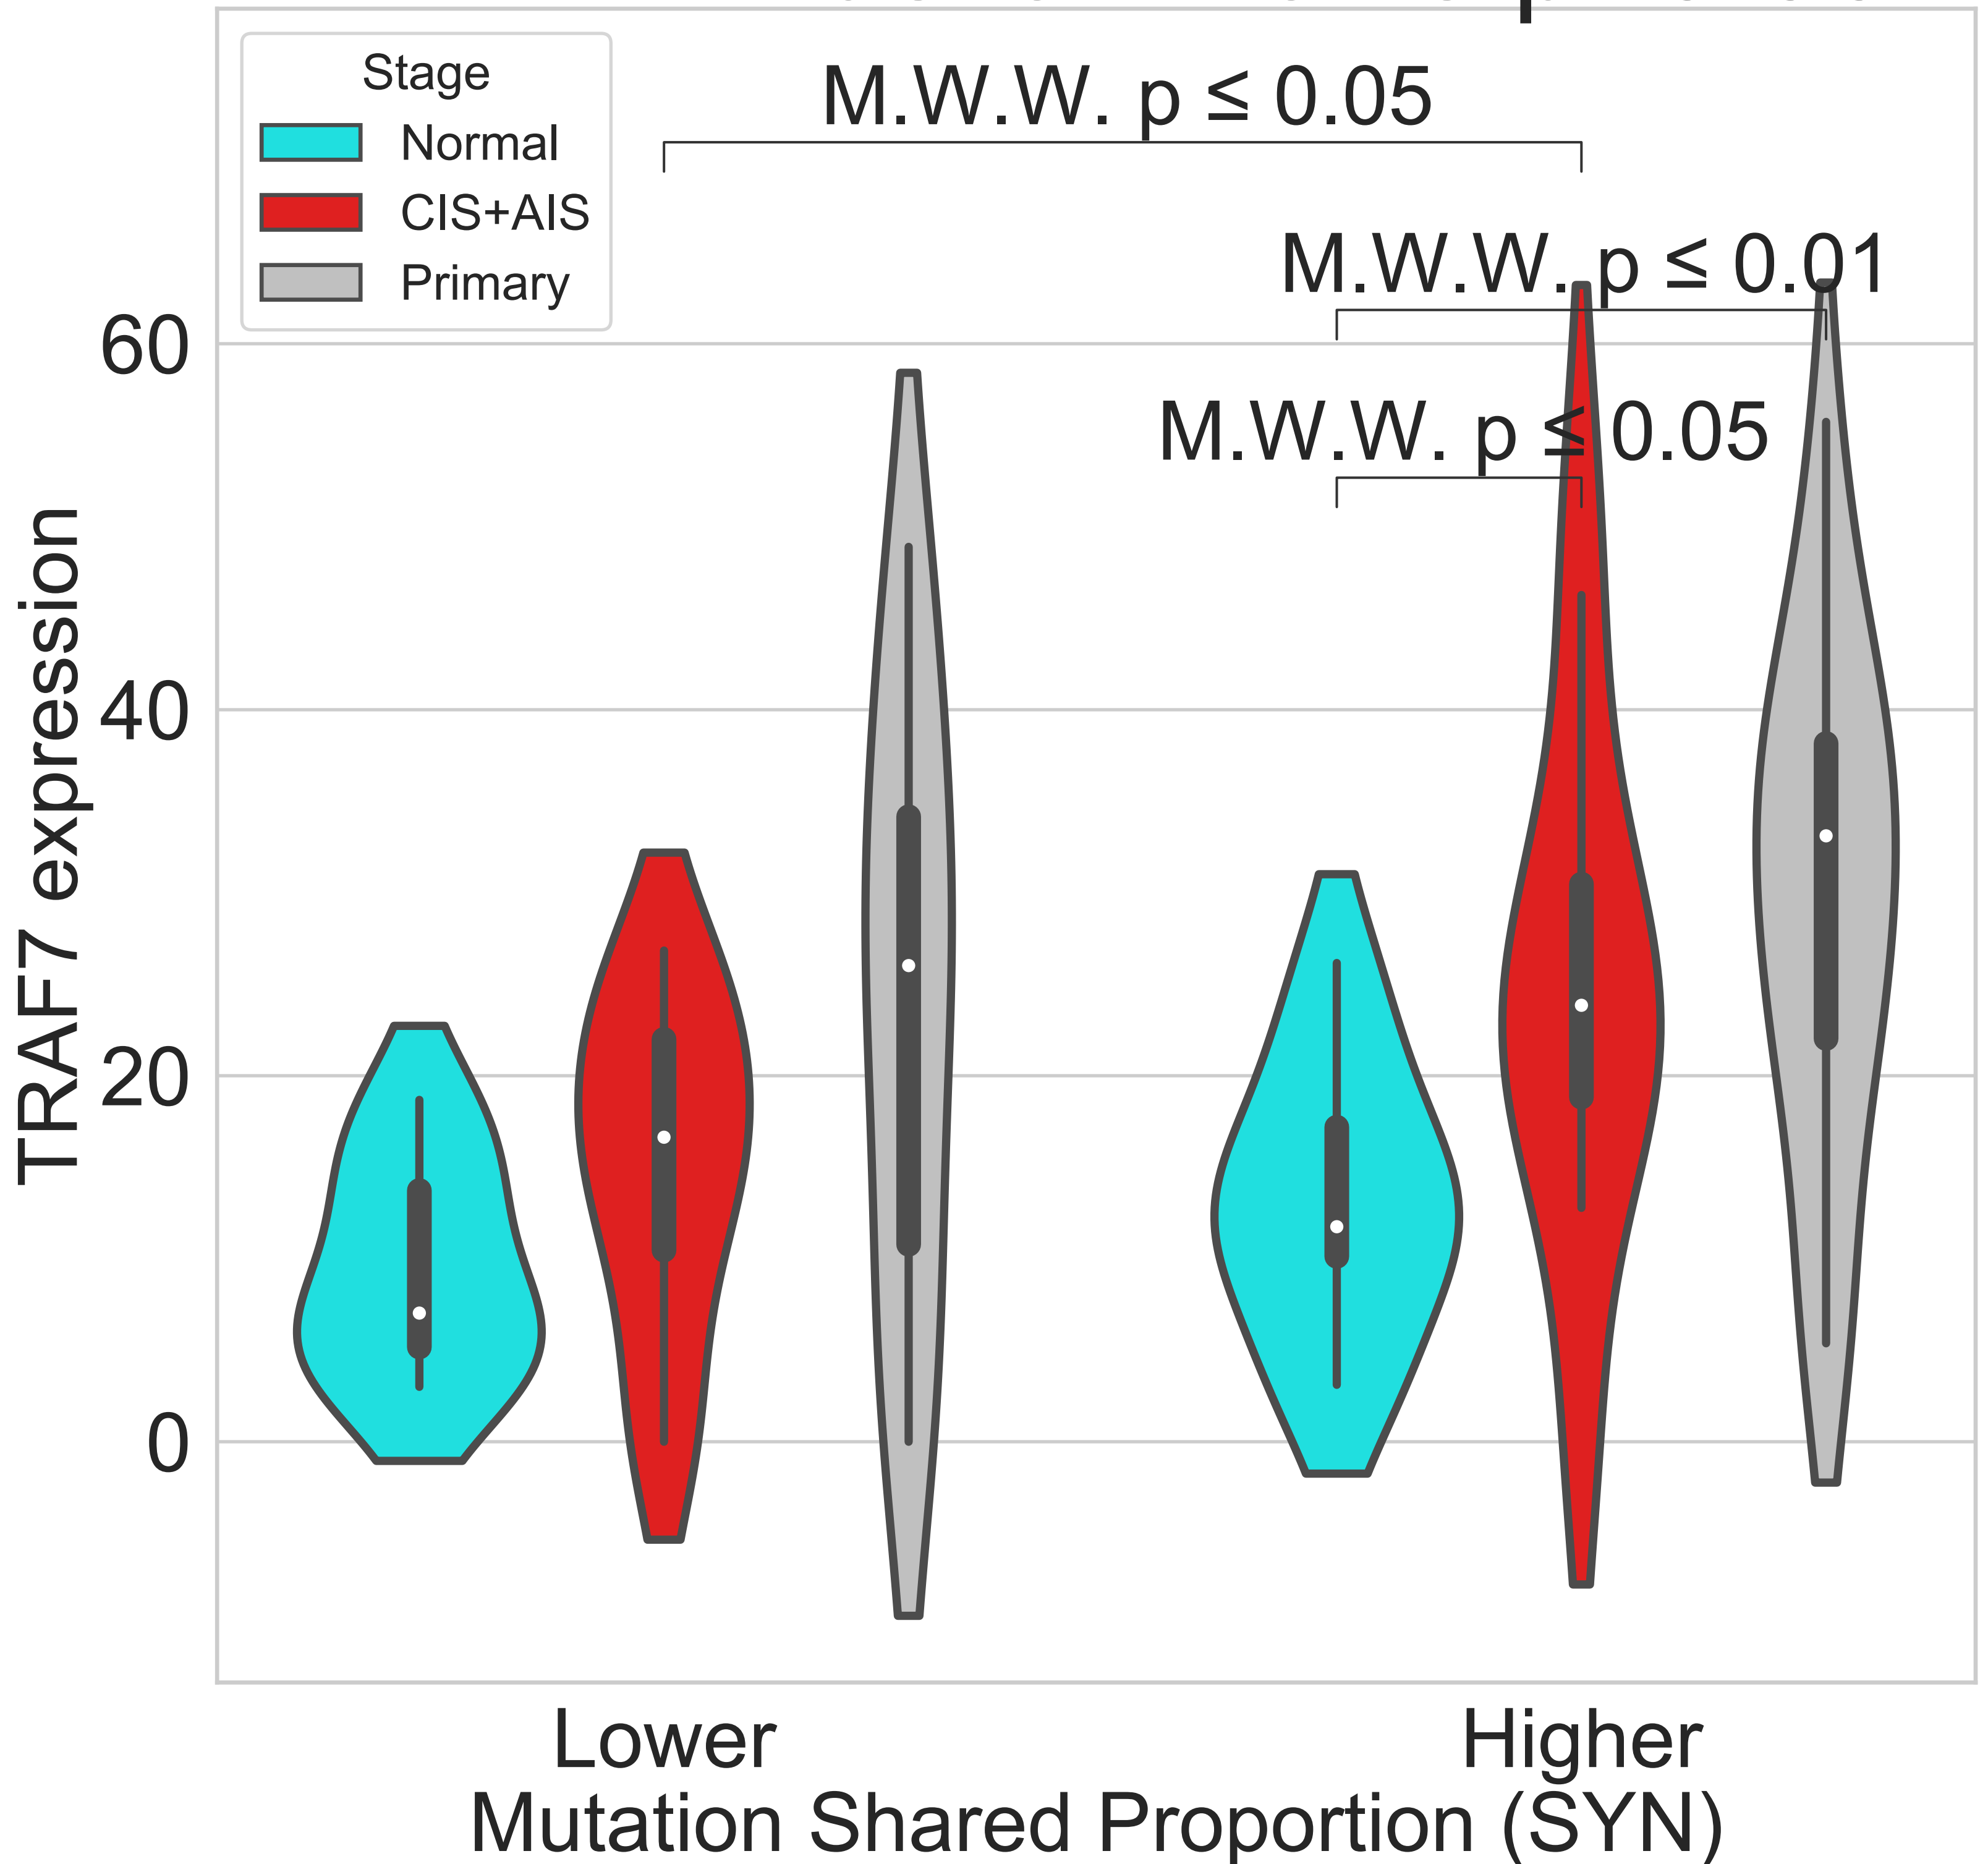 Stage
Normal
CIS+AIS
Primary
M.W.W. p ≤ 0.05
M.W.W. p ≤ 0.01
M.W.W. p ≤ 0.05
60
40
20
0
TRAF7 expression
Lower
Higher
Mutation Shared Proportion (SYN)